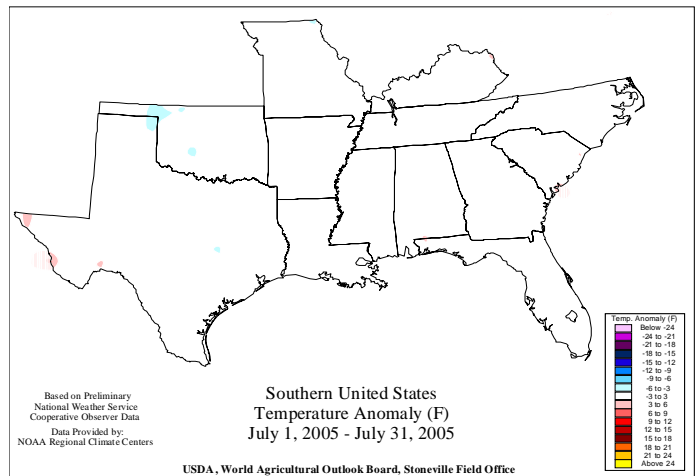 Temp. Anomaly (F)
Below -24
-24 to -21
-21 to -18
-18 to -15
-15 to -12
-12 to -9
-9 to -6
-6 to -3
-3 to 3
3 to 6
6 to 9
9 to 12
12 to 15
15 to 18
18 to 21
21 to 24
Above 24
Based on Preliminary
National Weather Service
Cooperative Observer Data
Data Provided by:
NOAA Regional Climate Centers
Southern United States
Temperature Anomaly (F)
July 1, 2005 - July 31, 2005
USDA, World Agricultural Outlook Board, Stoneville Field Office